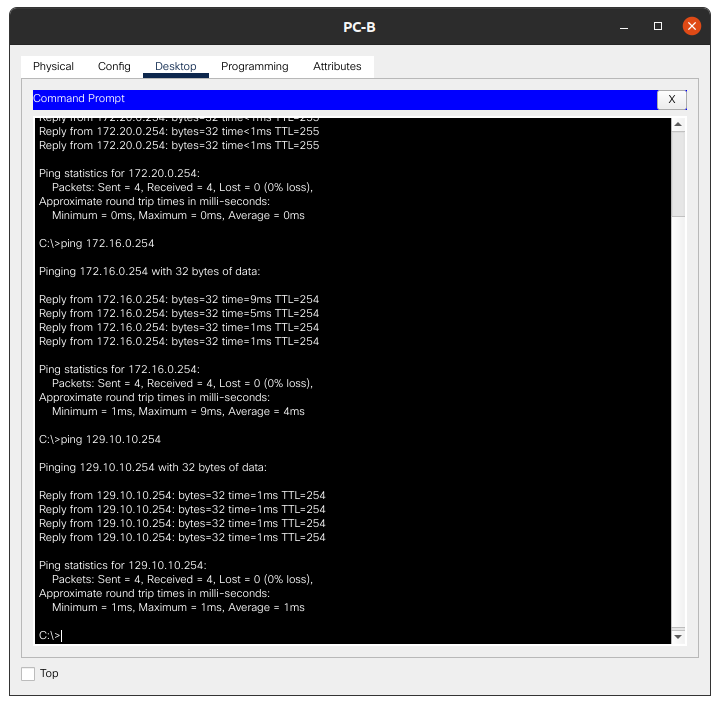 PC-B
Physical Config Desktop Programming Attributes
Command Prompt X
Reply from 172.20.0.254: bytes=32 time<1ms TTL=255
Reply from 172.20.0.254: bytes=32 time<1ms TTL=255
Reply from 172.20.0.254: bytes=32 time<1ms TTL=255
Ping statistics for 172.20.0.254:
Packets: Sent = 4, Received = 4, Lost = 0 (0% loss),
Approximate round trip times in milli-seconds:
Minimum = 0ms, Maximum = 0ms, Average = 0ms
C:\>ping 172.16.0.254
Pinging 172.16.0.254 with 32 bytes of data:
Reply from 172.16.0.254: bytes=32 time=9ms TTL=254
Reply from 172.16.0.254: bytes=32 time=5ms TTL=254
Reply from 172.16.0.254: bytes=32 time=1ms TTL=254
Reply from 172.16.0.254: bytes=32 time=1ms TTL=254
Ping statistics for 172.16.0.254:
Packets: Sent = 4, Received = 4, Lost = 0 (0% loss),
Approximate round trip times in milli-seconds:
Minimum = 1ms, Maximum = 9ms, Average = 4ms
C:\>ping 129.10.10.254
Pinging 129.10.10.254 with 32 bytes of data:
Reply from 129.10.10.254: bytes=32 time=1ms TTL=254
Reply from 129.10.10.254: bytes=32 time=1ms TTL=254
Reply from 129.10.10.254: bytes=32 time=1ms TTL=254
Reply from 129.10.10.254: bytes=32 time=1ms TTL=254
Ping statistics for 129.10.10.254:
Packets: Sent = 4, Received = 4, Lost = 0 (0% loss),
Approximate round trip times in milli-seconds:
Minimum = 1ms, Maximum = 1ms, Average = 1ms
C:\>
Top